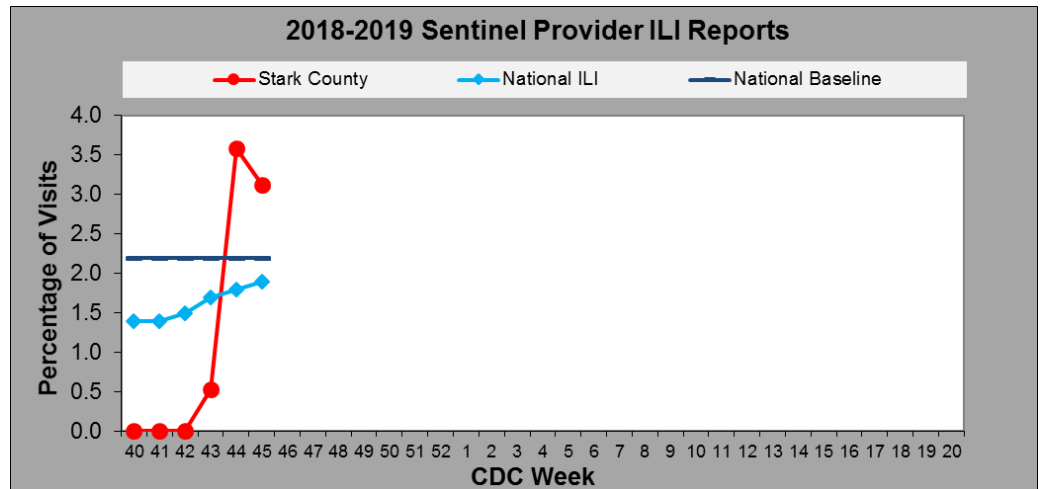 2018-2019 Sentinel Provider ILI Reports
Stark County National ILI National Baseline
Percentage of Visits
4.0
3.5
3.0
2.5
2.0
1.5
1.0
0.5
0.0
40 41 42 43 44 45 46 47 48 49 50 51 52 1 2 3 4 5 6 7 8 9 10 11 12 13 14 15 16 17 18 19 20
CDC Week